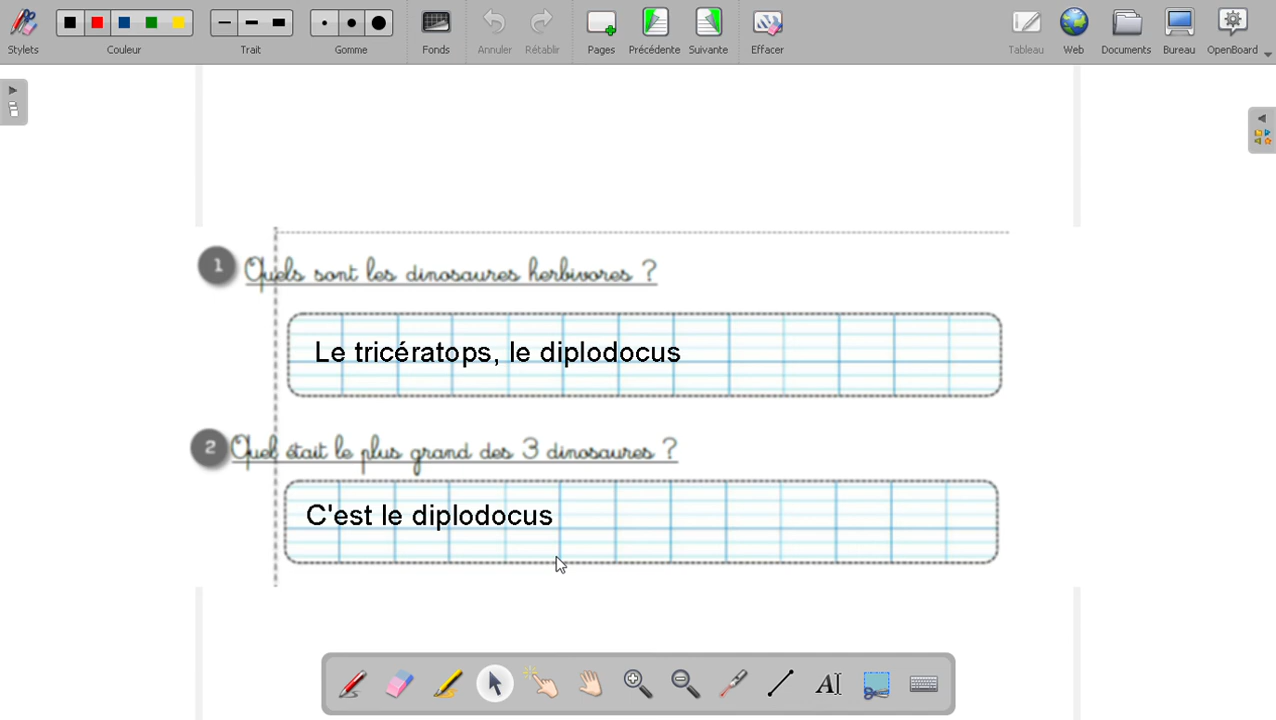 Stylets Couleur Trait Gomme Fonds Annuler Rétablir Pages Précédente Suivante Effacer Tableau Web Documents Bureau OpenBoard
1 Quels sont les dinosaures herbivores ?
Le tricératops, le diplodocus
2 Quel était le plus grand des 3 dinosaures ?
C'est le diplodocus
AI